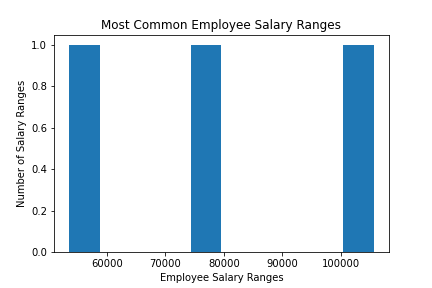 Most Common Employee Salary Ranges
Number of Salary Ranges
1.0
0.8
0.6
0.4
0.2
0.0
60000 70000 80000 90000 100000
Employee Salary Ranges